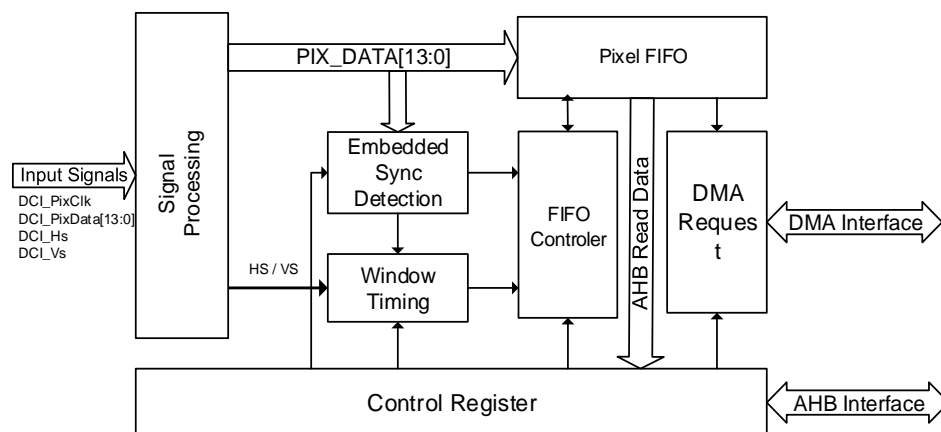 PIX_DATA[13:0]
Pixel FIFO
Signal
Processing
Input Signals
DCI_PixClk
DCI_PixData[13:0]
DCI_Hs
DCI_Vs
Embedded
Sync
Detection
FIFO
Controler
AHB Read Data
DMA
Reques
t
DMA Interface
HS / VS
Window
Timing
Control Register
AHB Interface